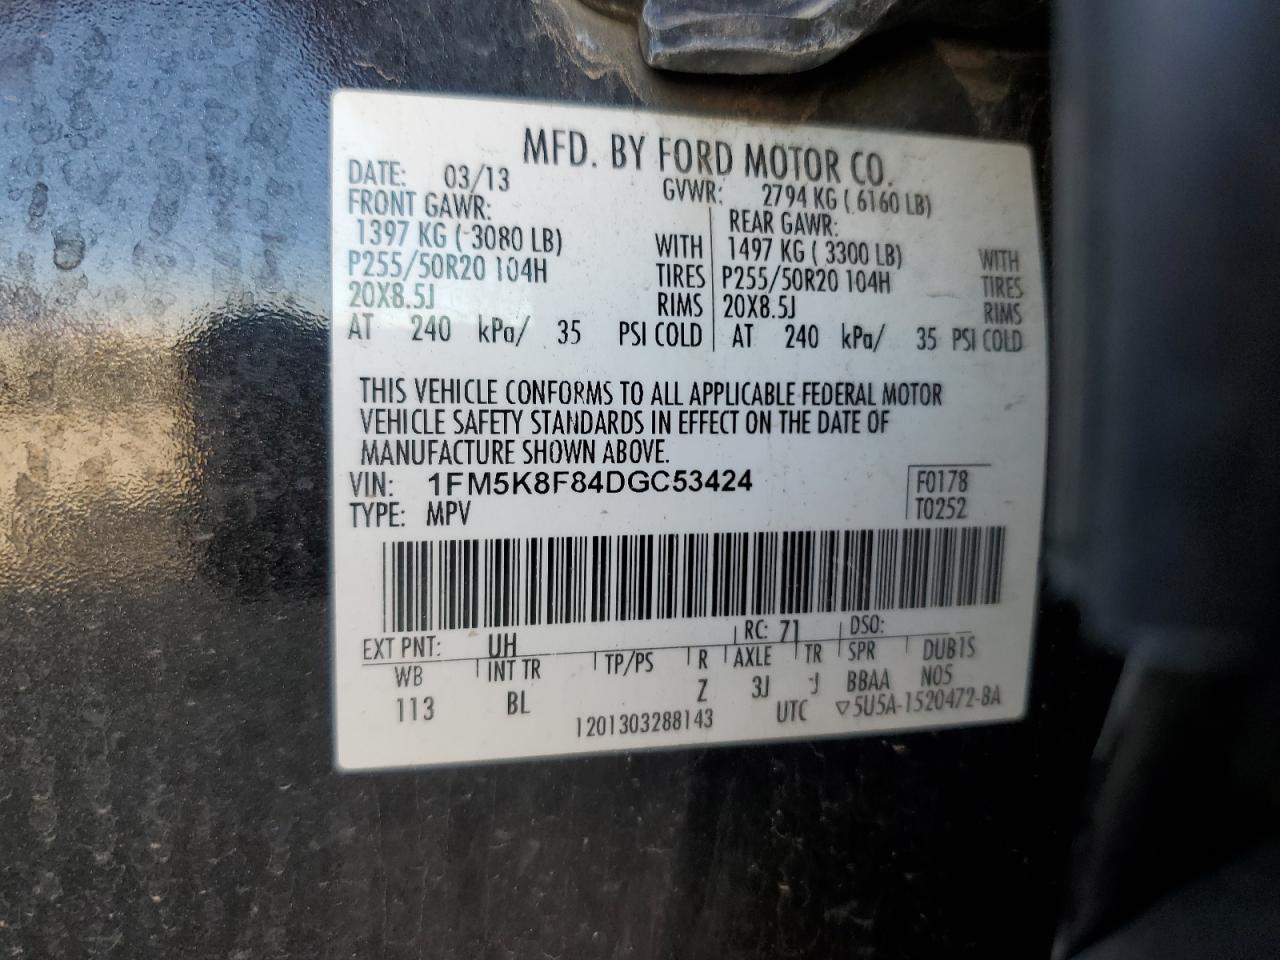 MFD. BY FORD MOTOR CO.
DATE: 03/13 GVWR: 2794 KG ( 6160 LB)
FRONT GAWR: REAR GAWR:
1397 KG ( 3080 LB) WITH 1497 KG ( 3300 LB) WITH
P255/50R20 104H TIRES P255/50R20 104H TIRES
20X8.5J RIMS 20X8.5J RIMS
AT 240 kPa/ 35 PSI COLD AT 240 kPa/ 35 PSI COLD
THIS VEHICLE CONFORMS TO ALL APPLICABLE FEDERAL MOTOR
VEHICLE SAFETY STANDARDS IN EFFECT ON THE DATE OF
MANUFACTURE SHOWN ABOVE.
VIN: 1FM5K8F84DGC53424 F0178
TYPE: MPV T0252
EXT PNT: UH RC: 71 DSO:
WB INT TR TP/PS R AXLE TR SPR DUBTS
113 BL Z 3J J BBAA N05
1201303288143 UTC ▽5U5A-1520472-BA